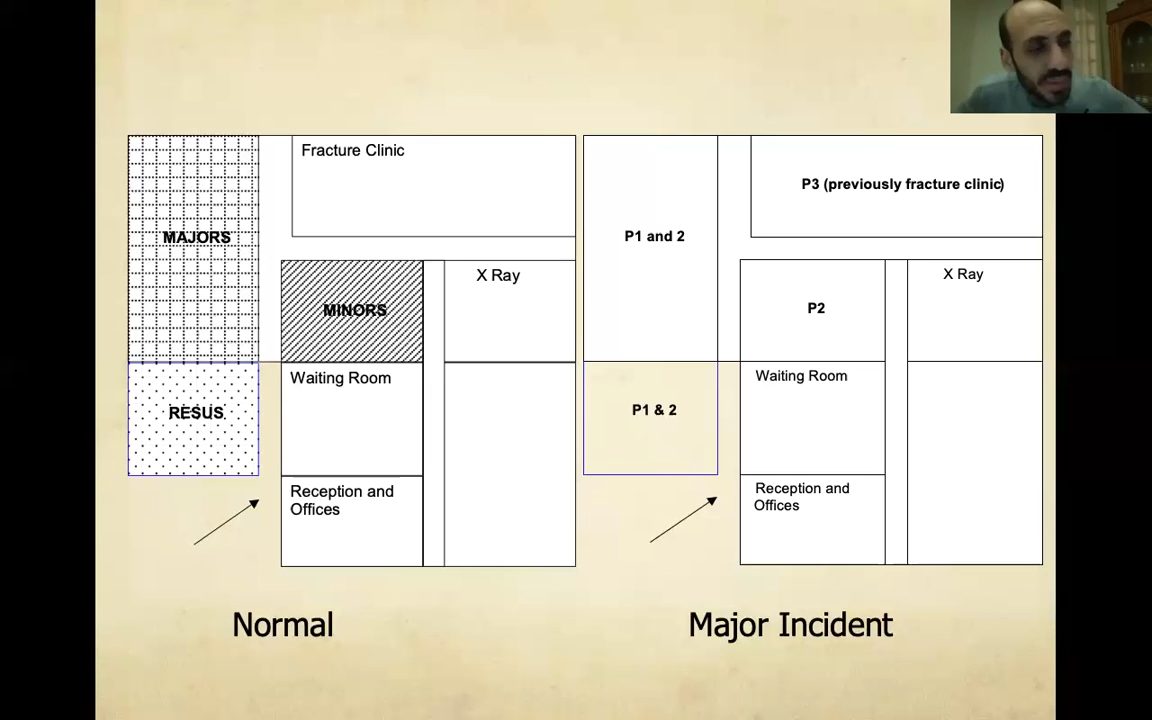 Fracture Clinic
MAJORS
MINORS
X Ray
Waiting Room
RESUS
Reception and
Offices
Normal
P3 (previously fracture clinic)
P1 and 2
P2
X Ray
Waiting Room
P1 & 2
Reception and
Offices
Major Incident